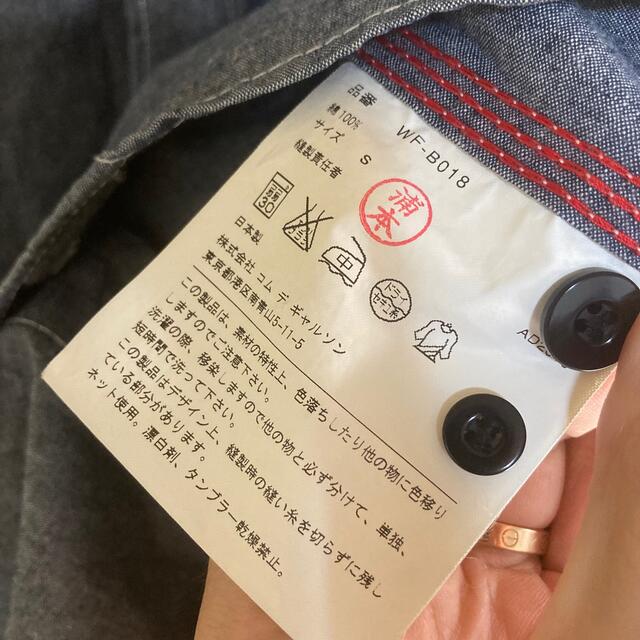 品番 WF-B018
綿100%
サイズ S
縫製責任者
浦本
30
中
ドライ
セキユ系
日本製
株式会社 コム デ ギャルソン
東京都港区南青山5-11-5
この製品は、素材の特性上、色落ちしたり他の物に色移り
しますのでご注意下さい。
洗濯の際、移染しますので他の物と必ず分けて、単独、
短時間で洗って下さい。
この製品はデザイン上、縫製時の縫い糸を切らずに残し
ている部分があります。
ネット使用。漂白剤、タンブラー乾燥禁止。